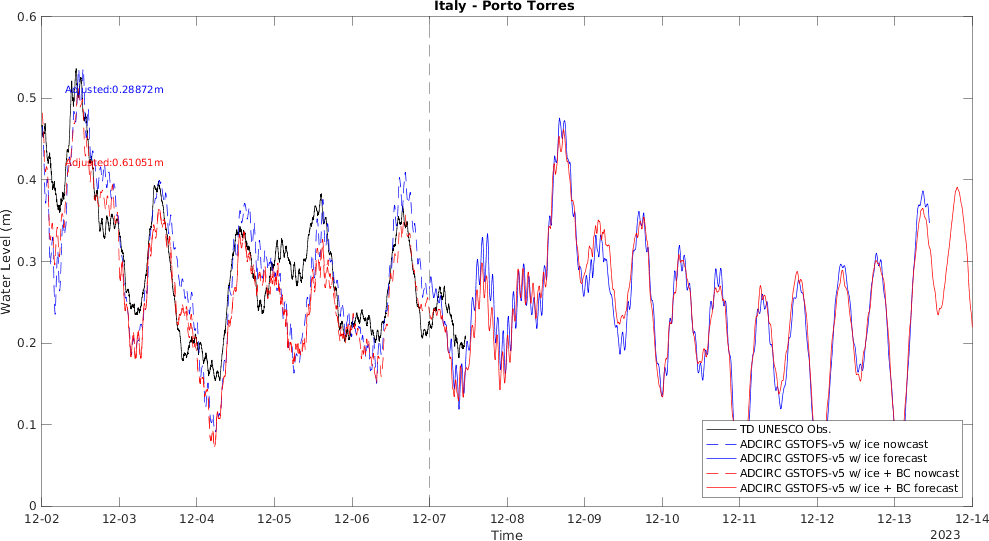 Italy - Porto Torres
0.6
0.5
0.4
0.3
0.2
0.1
0
Water Level (m)
Adjusted:0.28872m
Adjusted:0.61051m
TD UNESCO Obs.
ADCIRC GSTOFS-v5 w/ ice nowcast
ADCIRC GSTOFS-v5 w/ ice forecast
ADCIRC GSTOFS-v5 w/ ice + BC nowcast
ADCIRC GSTOFS-v5 w/ ice + BC forecast
12-02 12-03 12-04 12-05 12-06 12-07 12-08 12-09 12-10 12-11 12-12 12-13 12-14
Time
2023